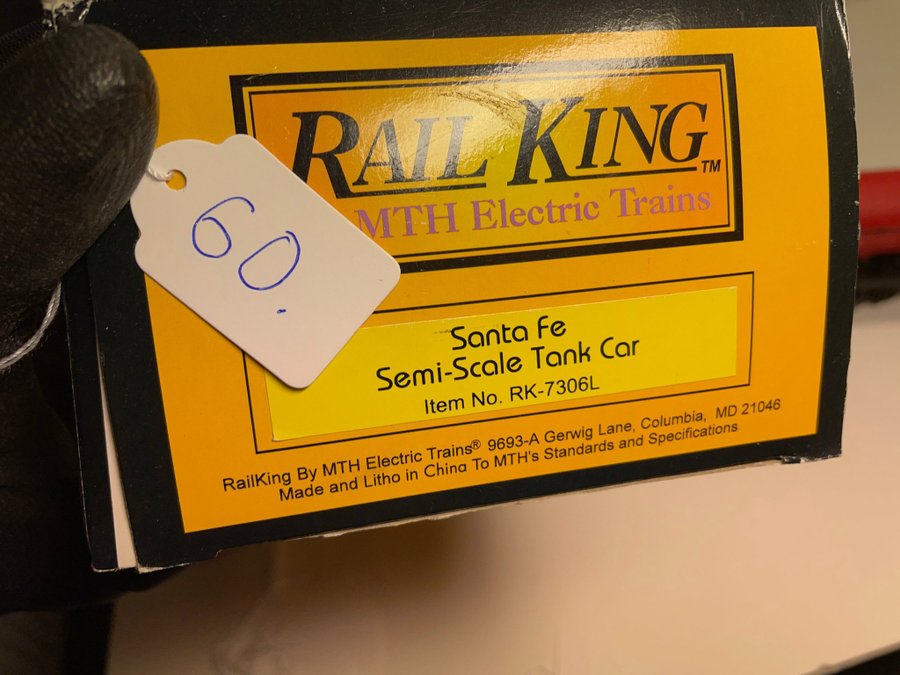 RAIL KING™
MTH Electric Trains
60.
Santa Fe
Semi-Scale Tank Car
Item No. RK-7306L
RailKing By MTH Electric Trains® 9693-A Gerwig Lane, Columbia, MD 21046
Made and Litho in China To MTH's Standards and Specifications